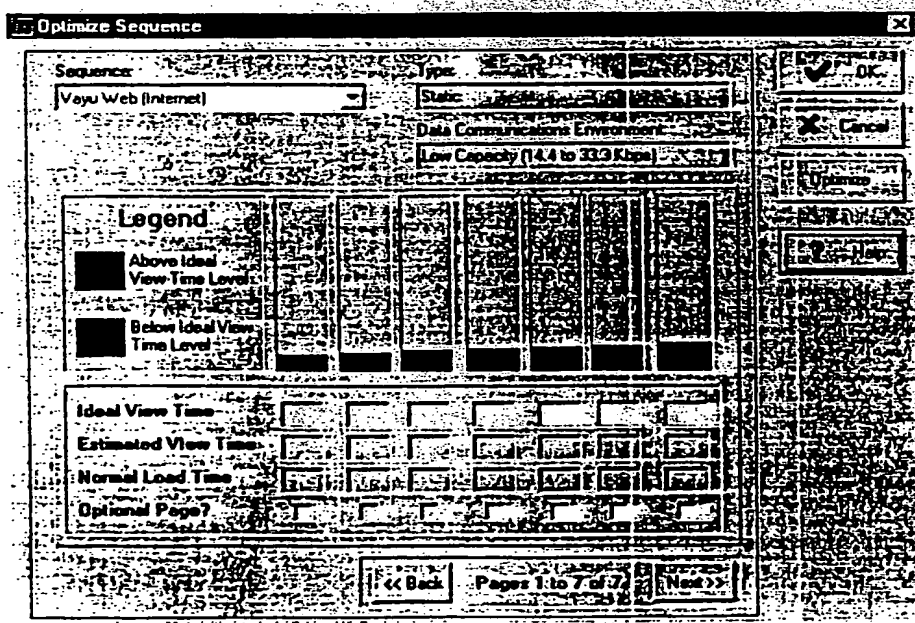 Optimize Sequence
Sequence:
Vayu Web (Internet)
Type:
Static
Data Communications Environment
Low Capacity (14.4 to 33.3 Kbps)
OK
Cancel
Optimize
Help
Legend
Above Ideal
View Time Level
Below Ideal View
Time Level
Ideal View Time
Estimated View Time
Normal Load Time
Optional Page?
<< Back
Pages 1 to 7 of 7
Next >>